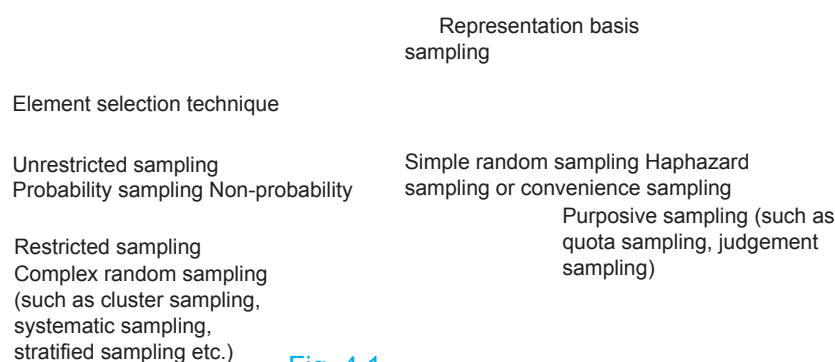 Representation basis
sampling
Element selection technique
Unrestricted sampling
Probability sampling Non-probability
Simple random sampling Haphazard
sampling or convenience sampling
Purposive sampling (such as
quota sampling, judgement
sampling)
Restricted sampling
Complex random sampling
(such as cluster sampling,
systematic sampling,
stratified sampling etc.)
Fig. 4.1